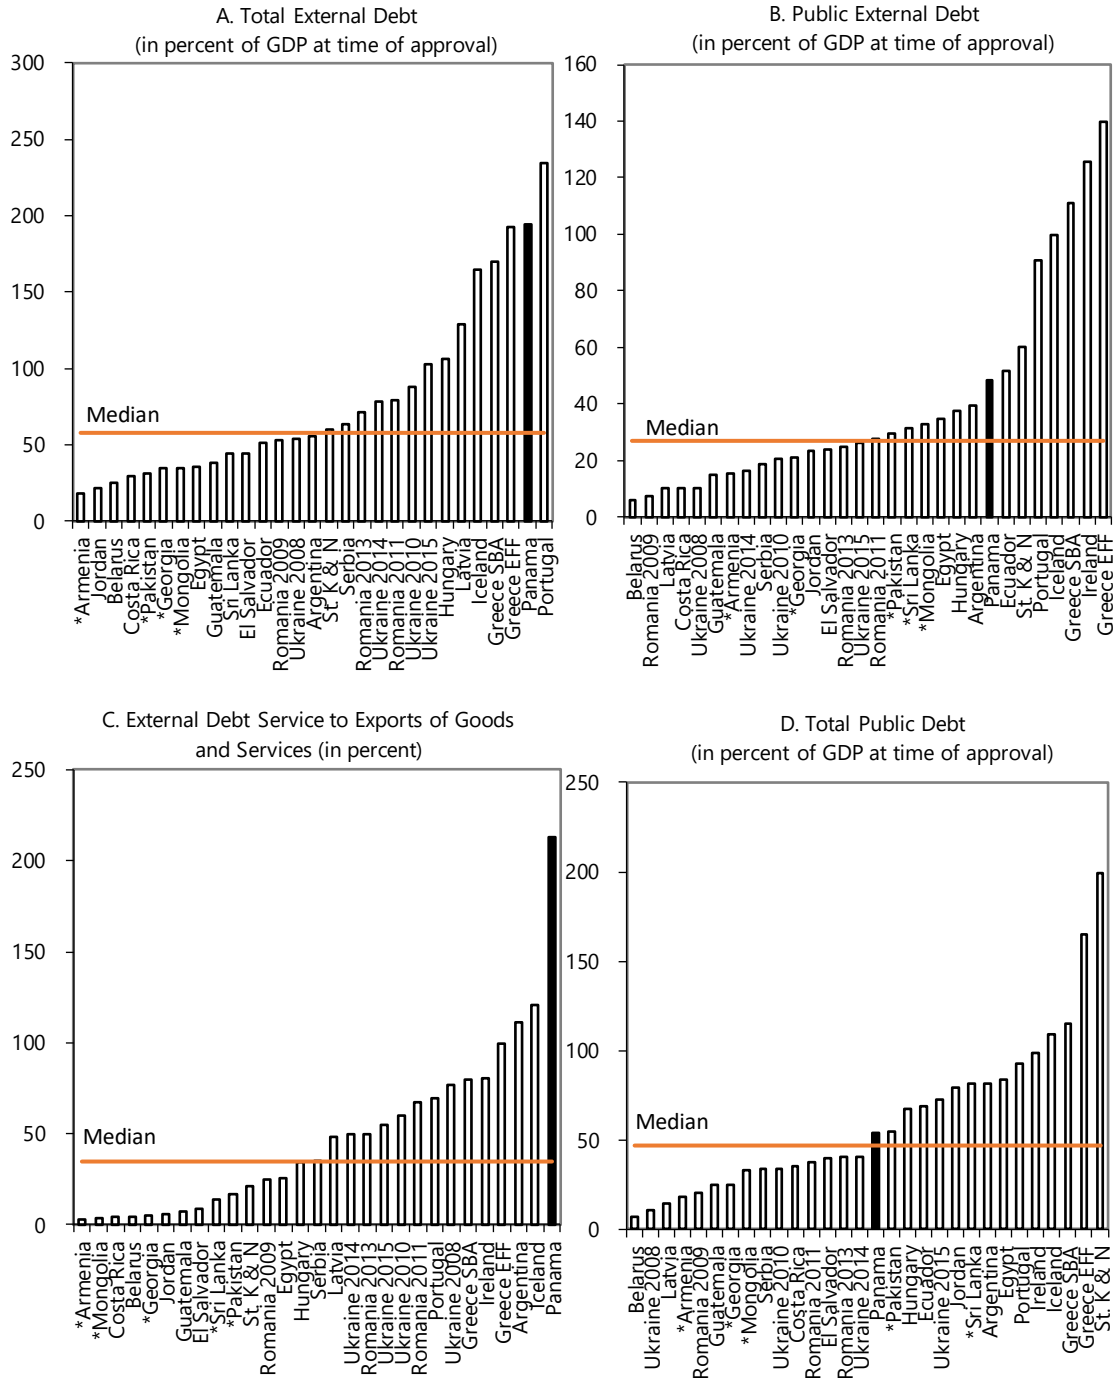 A. Total External Debt
(in percent of GDP at time of approval)
300
250
200
150
100
50
0
Median
*Armenia
Jordan
Belarus
Costa Rica
*Pakistan
*Georgia
*Mongolia
Egypt
Guatemala
Sri Lanka
El Salvador
Ecuador
Romania 2009
Ukraine 2008
Argentina
St. K & N
Serbia
Romania 2013
Ukraine 2014
Romania 2011
Ukraine 2010
Ukraine 2015
Hungary
Latvia
Iceland
Greece SBA
Greece EFF
Panama
Portugal
B. Public External Debt
(in percent of GDP at time of approval)
160
140
120
100
80
60
40
20
0
Median
Belarus
Romania 2009
Latvia
Costa Rica
Ukraine 2008
Guatemala
*Armenia
Ukraine 2014
Serbia
Ukraine 2010
*Georgia
Jordan
El Salvador
Romania 2013
Ukraine 2015
Romania 2011
*Pakistan
*Sri Lanka
*Mongolia
Egypt
Hungary
Argentina
Panama
Ecuador
St. K & N
Portugal
Iceland
Greece SBA
Ireland
Greece EFF
C. External Debt Service to Exports of Goods
and Services (in percent)
250
200
150
100
50
0
Median
*Armenia
*Mongolia
Costa Rica
Belarus
*Georgia
Jordan
Guatemala
El Salvador
*Sri Lanka
*Pakistan
St. K & N
Romania 2009
Egypt
Hungary
Serbia
Latvia
Ukraine 2014
Romania 2013
Ukraine 2015
Ukraine 2010
Romania 2011
Portugal
Ukraine 2008
Greece SBA
Ireland
Greece EFF
Argentina
Iceland
Panama
D. Total Public Debt
(in percent of GDP at time of approval)
250
200
150
100
50
0
Median
Belarus
Ukraine 2008
Latvia
*Armenia
Romania 2009
Guatemala
*Georgia
*Mongolia
Serbia
Ukraine 2010
Costa Rica
Romania 2011
El Salvador
Romania 2013
Ukraine 2014
Panama
*Pakistan
Hungary
Ecuador
Ukraine 2015
Jordan
*Sri Lanka
Argentina
Egypt
Portugal
Ireland
Iceland
Greece SBA
Greece EFF
St. K & N